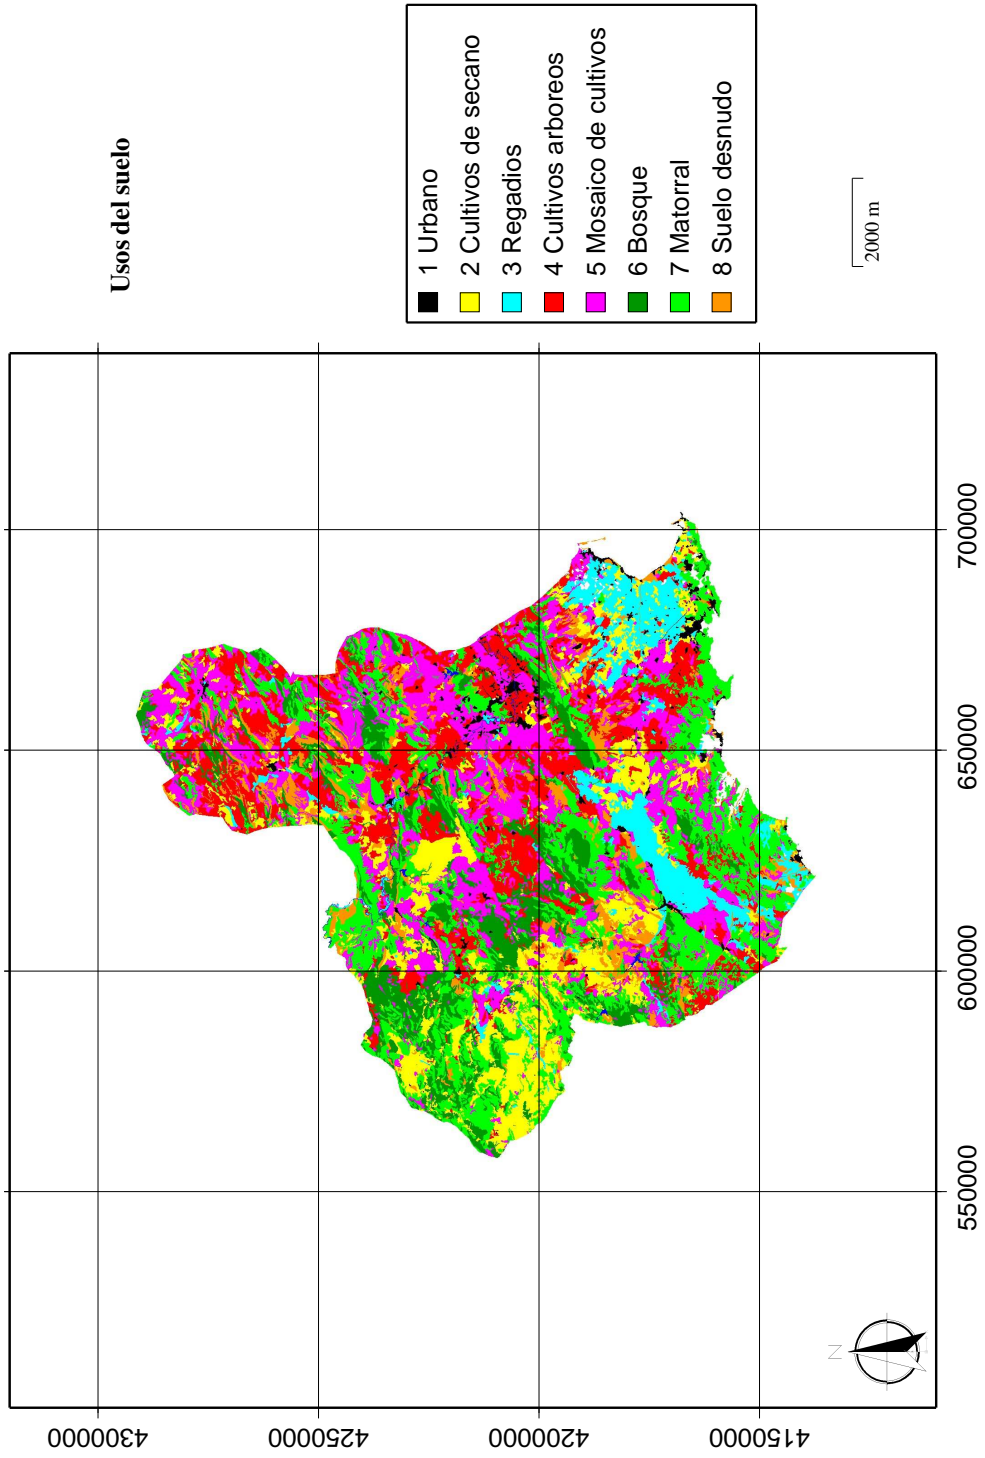 Usos del suelo
1 Urbano
2 Cultivos de secano
3 Regadios
4 Cultivos arboreos
5 Mosaico de cultivos
6 Bosque
7 Matorral
8 Suelo desnudo
2000 m
550000
600000
650000
700000
4300000
4250000
4200000
4150000
N